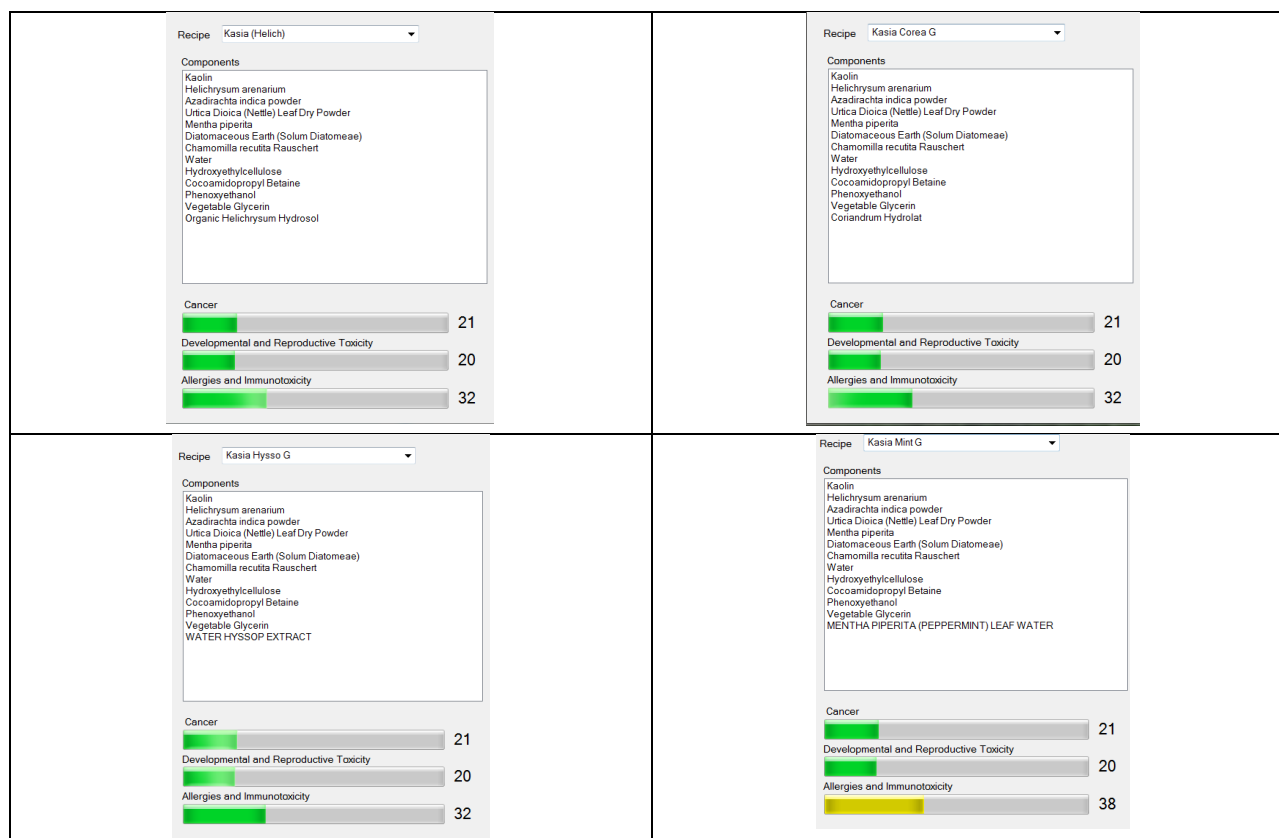 Recipe Kasia (Helich)
Components
Kaolin
Helichrysum arenarium
Azadirachta indica powder
Urtica Dioica (Nettle) Leaf Dry Powder
Mentha piperita
Diatomaceous Earth (Solum Diatomeae)
Chamomilla recutita Rauschert
Water
Hydroxyethylcellulose
Cocoamidopropyl Betaine
Phenoxyethanol
Vegetable Glycerin
Organic Helichrysum Hydrosol
Cancer
21
Developmental and Reproductive Toxicity
20
Allergies and Immunotoxicity
32
Recipe Kasia Corea G
Components
Kaolin
Helichrysum arenarium
Azadirachta indica powder
Urtica Dioica (Nettle) Leaf Dry Powder
Mentha piperita
Diatomaceous Earth (Solum Diatomeae)
Chamomilla recutita Rauschert
Water
Hydroxyethylcellulose
Cocoamidopropyl Betaine
Phenoxyethanol
Vegetable Glycerin
Coriandrum Hydrolat
Cancer
21
Developmental and Reproductive Toxicity
20
Allergies and Immunotoxicity
32
Recipe Kasia Hysso G
Components
Kaolin
Helichrysum arenarium
Azadirachta indica powder
Urtica Dioica (Nettle) Leaf Dry Powder
Mentha piperita
Diatomaceous Earth (Solum Diatomeae)
Chamomilla recutita Rauschert
Water
Hydroxyethylcellulose
Cocoamidopropyl Betaine
Phenoxyethanol
Vegetable Glycerin
WATER HYSSOP EXTRACT
Cancer
21
Developmental and Reproductive Toxicity
20
Allergies and Immunotoxicity
32
Recipe Kasia Mint G
Components
Kaolin
Helichrysum arenarium
Azadirachta indica powder
Urtica Dioica (Nettle) Leaf Dry Powder
Mentha piperita
Diatomaceous Earth (Solum Diatomeae)
Chamomilla recutita Rauschert
Water
Hydroxyethylcellulose
Cocoamidopropyl Betaine
Phenoxyethanol
Vegetable Glycerin
MENTHA PIPERITA (PEPPERMINT) LEAF WATER
Cancer
21
Developmental and Reproductive Toxicity
20
Allergies and Immunotoxicity
38